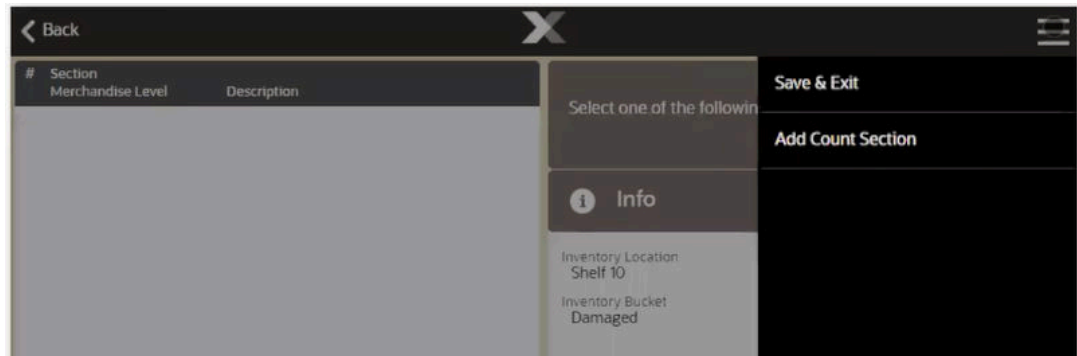 Back
# Section
Merchandise Level Description
Select one of the followin
Info
Inventory Location
Shelf 10
Inventory Bucket
Damaged
Save & Exit
Add Count Section